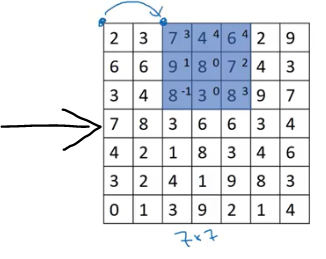 2 3 7 3 4 4 6 4 2 9
6 6 9 1 8 0 7 2 4 3
3 4 8 -1 3 0 8 3 9 7
7 8 3 6 6 3 4
4 2 1 8 3 4 6
3 2 4 1 9 8 3
0 1 3 9 2 1 4
7x7